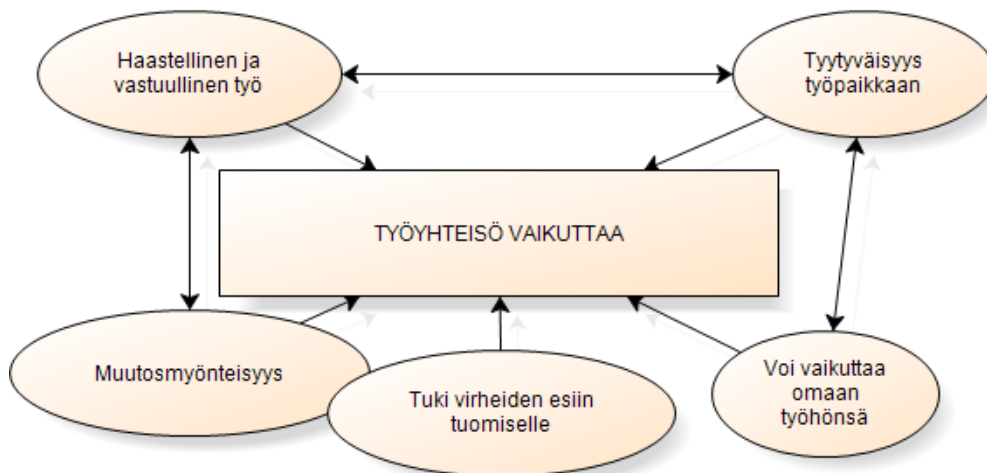 Haastellinen ja
vastuullinen työ
Tyytyväisyys
työpaikkaan
TYÖYHTEISÖ VAIKUTTAA
Muutosmyönteisyys
Tuki virheiden esiin
tuomiselle
Voi vaikuttaa
omaan
työhönsä